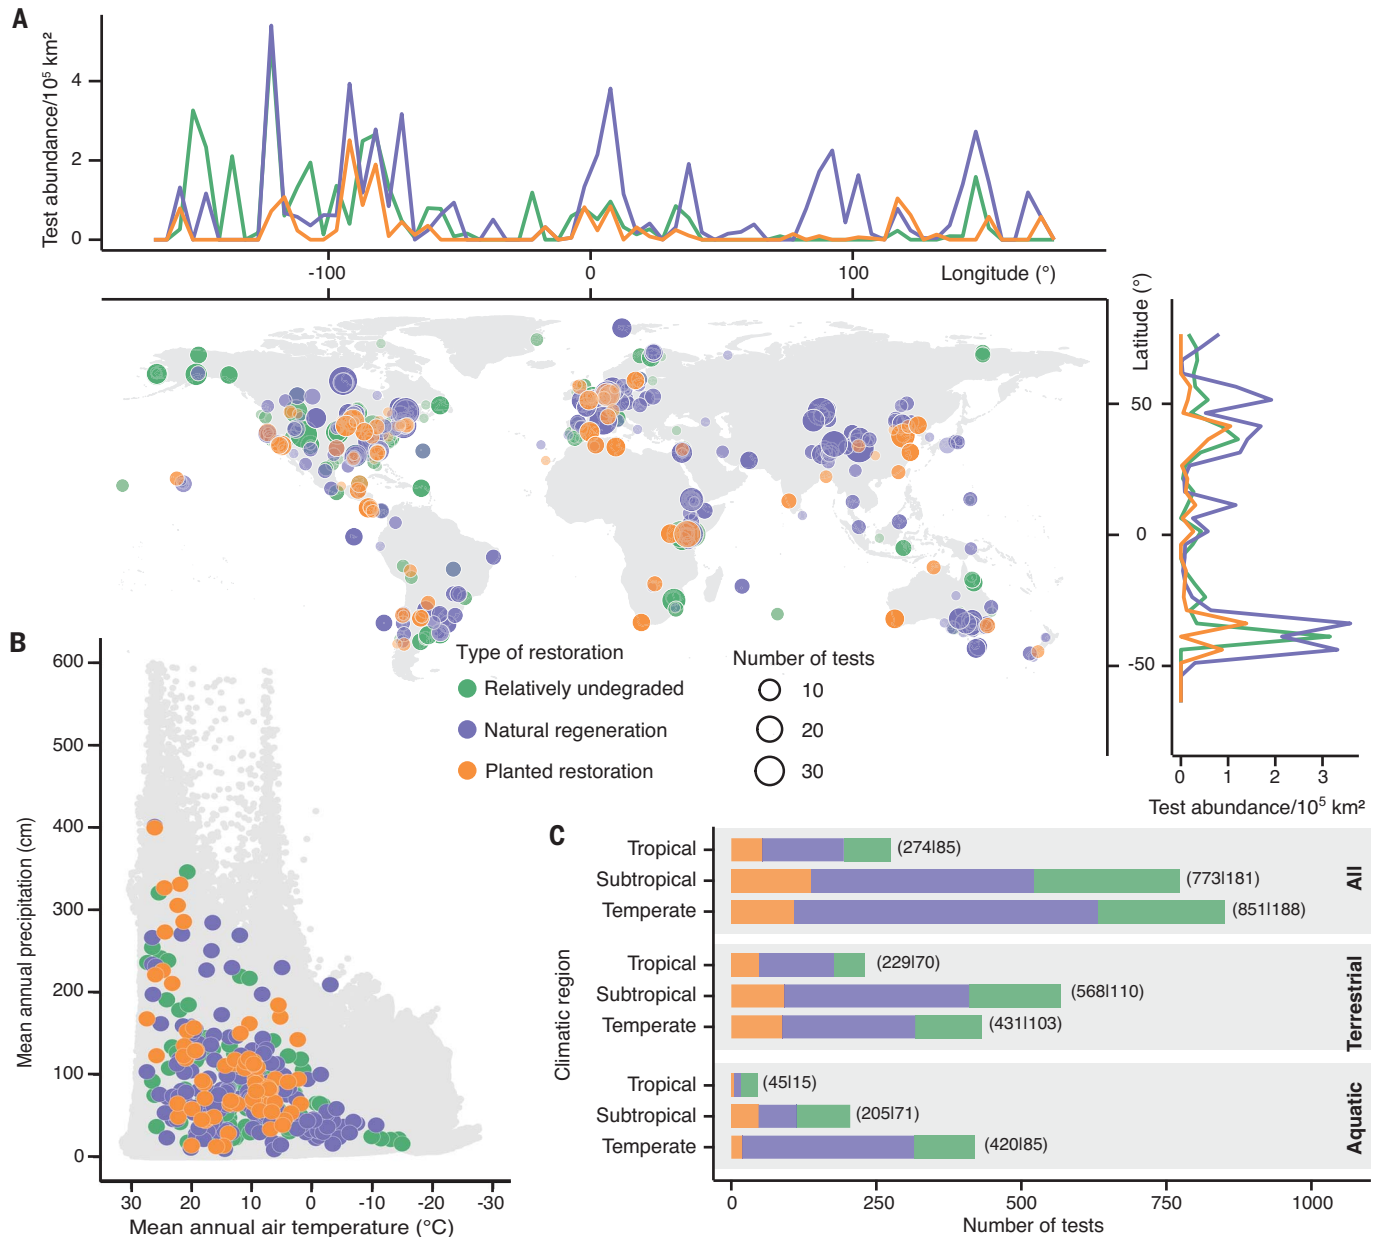 A
Test abundance/10⁵ km²
4
2
0
-100
0
100
Longitude (°)
Latitude (°)
50
0
-50
0
1
2
3
Test abundance/10⁵ km²
Type of restoration
Relatively undegraded
Natural regeneration
Planted restoration
Number of tests
10
20
30
B
Mean annual precipitation (cm)
600
500
400
300
200
100
0
30
20
10
0
-10
-20
-30
Mean annual air temperature (°C)
C
Climatic region
Tropical
(274|85)
Subtropical
(773|181)
Temperate
(851|188)
All
Tropical
(229|70)
Subtropical
(568|110)
Temperate
(431|103)
Terrestrial
Tropical
(45|15)
Subtropical
(205|71)
Temperate
(420|85)
Aquatic
0
250
500
750
1000
Number of tests